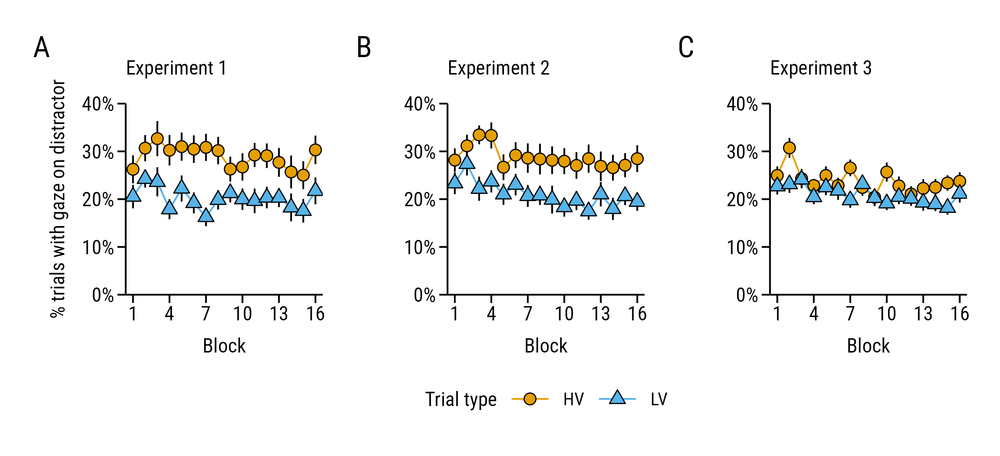 A
Experiment 1
% trials with gaze on distractor
40%
30%
20%
10%
0%
1 4 7 10 13 16
Block
B
Experiment 2
40%
30%
20%
10%
0%
1 4 7 10 13 16
Block
C
Experiment 3
40%
30%
20%
10%
0%
1 4 7 10 13 16
Block
Trial type HV LV